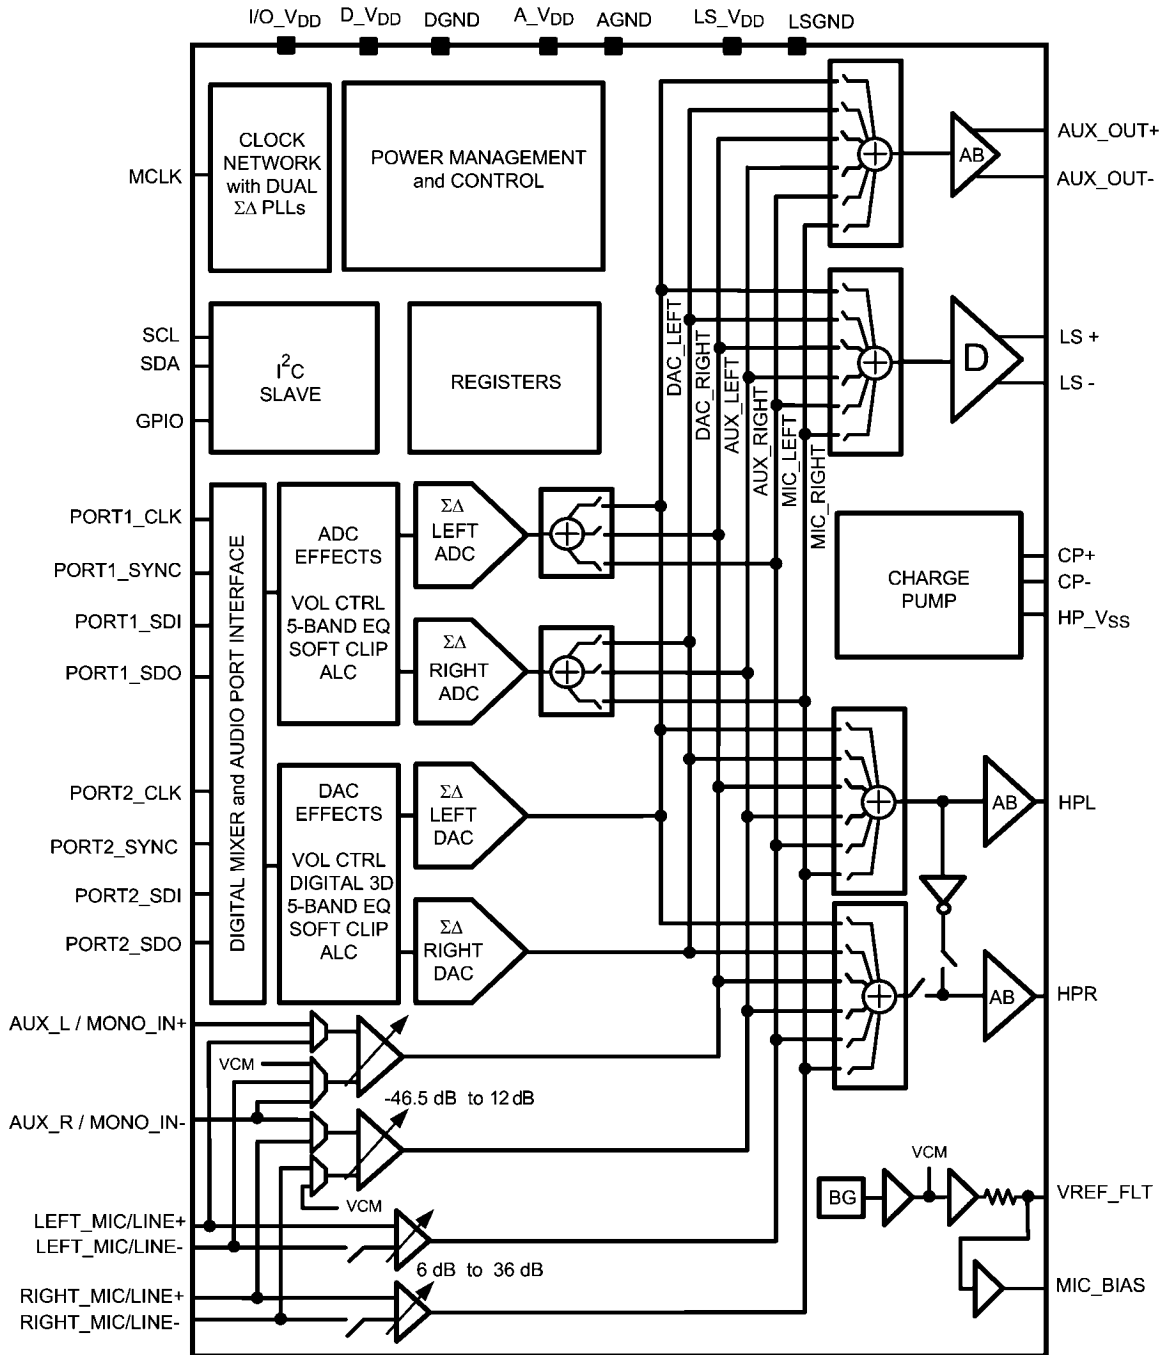 I/O_VDD D_VDD DGND A_VDD AGND LS_VDD LSGND
CLOCK
NETWORK
with DUAL
ΣΔ PLLs
POWER MANAGEMENT
and CONTROL
MCLK
AB
AUX_OUT+
AUX_OUT-
SCL
SDA
GPIO
I2C
SLAVE
REGISTERS
DAC_LEFT
DAC_RIGHT
AUX_LEFT
AUX_RIGHT
MIC_LEFT
MIC_RIGHT
D
LS +
LS -
PORT1_CLK
PORT1_SYNC
PORT1_SDI
PORT1_SDO
PORT2_CLK
PORT2_SYNC
PORT2_SDI
PORT2_SDO
DIGITAL MIXER and AUDIO PORT INTERFACE
ADC
EFFECTS
VOL CTRL
5-BAND EQ
SOFT CLIP
ALC
ΣΔ
LEFT
ADC
ΣΔ
RIGHT
ADC
CHARGE
PUMP
CP+
CP-
HP_VSS
DAC
EFFECTS
VOL CTRL
DIGITAL 3D
5-BAND EQ
SOFT CLIP
ALC
ΣΔ
LEFT
DAC
ΣΔ
RIGHT
DAC
AB
HPL
AB
HPR
AUX_L / MONO_IN+
VCM
-46.5 dB to 12 dB
AUX_R / MONO_IN-
VCM
LEFT_MIC/LINE+
LEFT_MIC/LINE-
6 dB to 36 dB
RIGHT_MIC/LINE+
RIGHT_MIC/LINE-
VCM
BG
VREF_FLT
MIC_BIAS